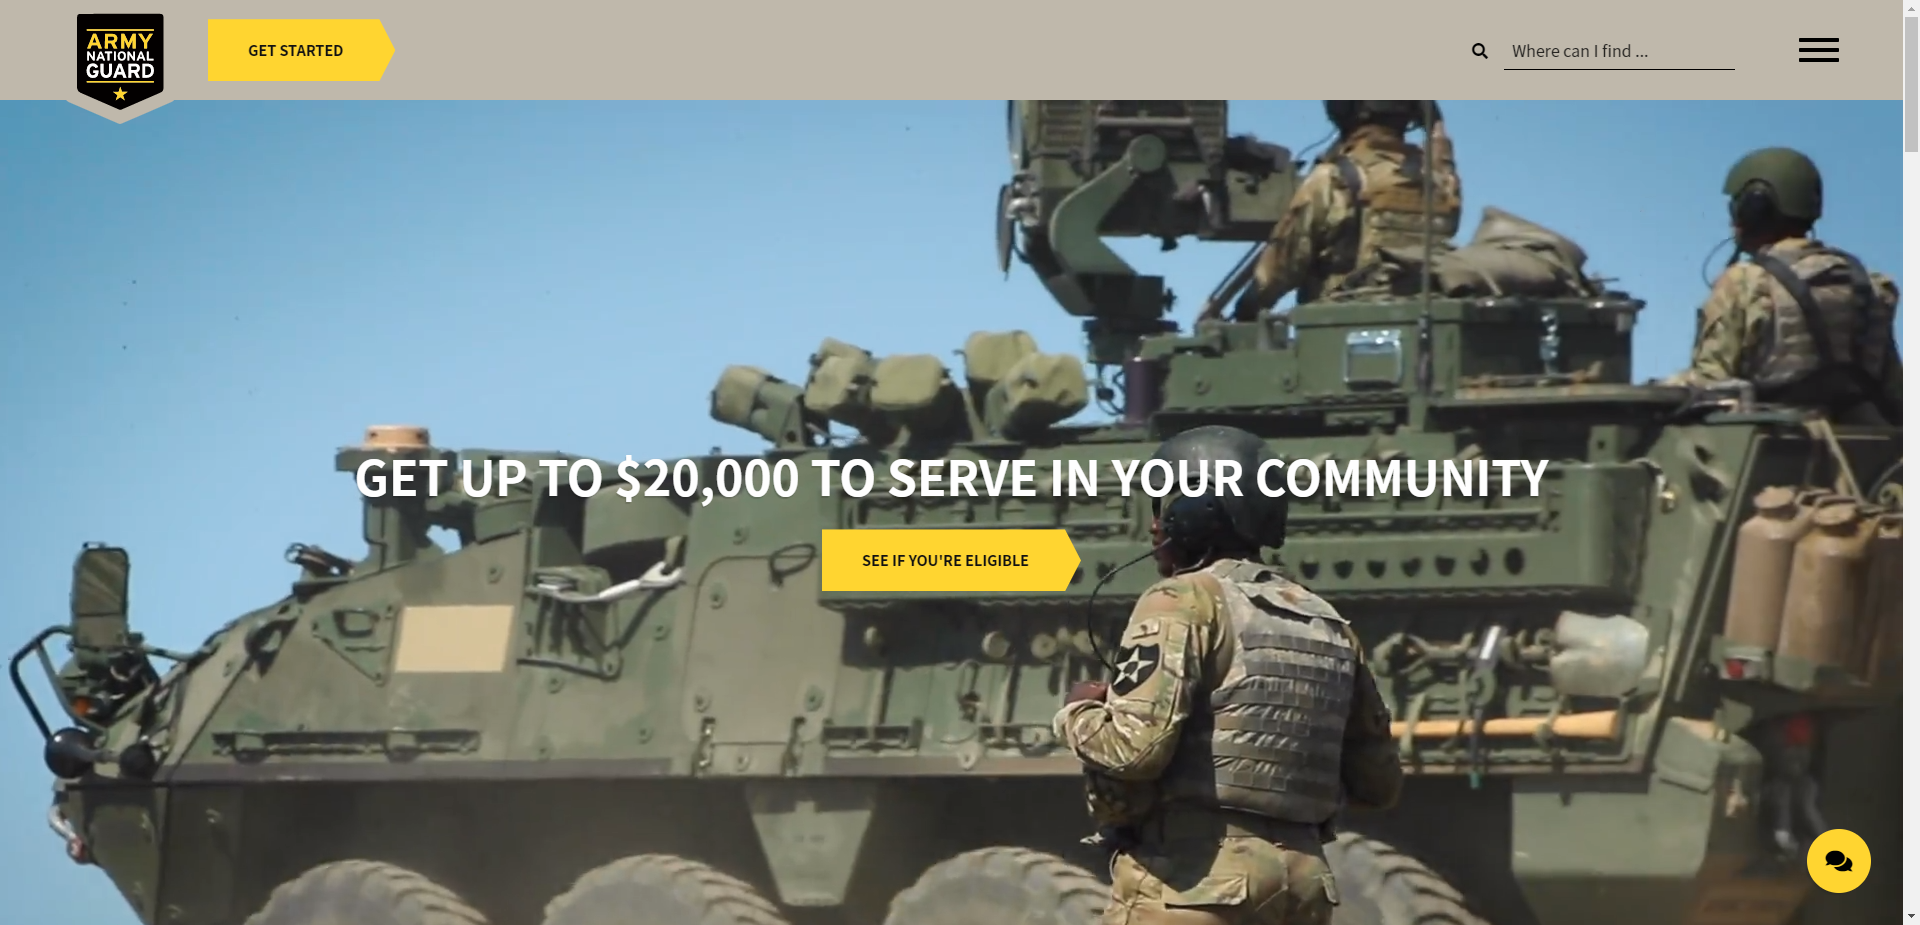 ARMY
NATIONAL
GUARD
GET STARTED
Where can I find ...
GET UP TO $20,000 TO SERVE IN YOUR COMMUNITY
SEE IF YOU'RE ELIGIBLE